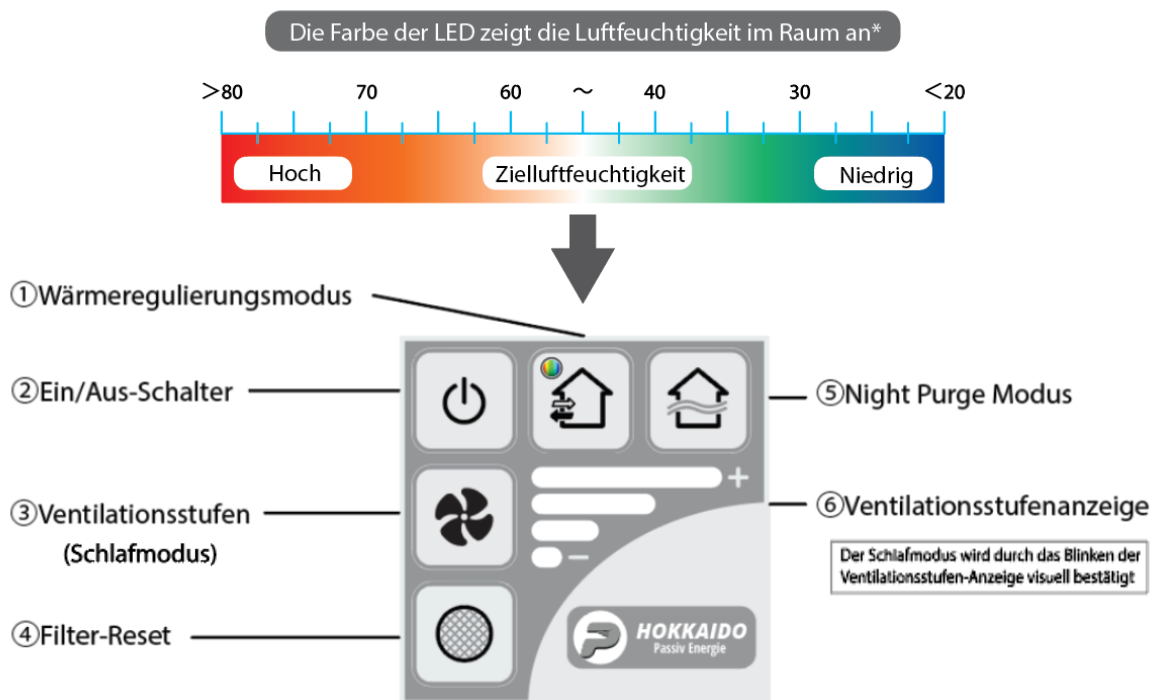 Die Farbe der LED zeigt die Luftfeuchtigkeit im Raum an*
>80 70 60 ~ 40 30 <20
Hoch Zielluftfeuchtigkeit Niedrig
①Wärmeregulierungsmodus
②Ein/Aus-Schalter
⑤Night Purge Modus
+
③Ventilationsstufen
(Schlafmodus)
⑥Ventilationsstufenanzeige
−
Der Schlafmodus wird durch das Blinken der
Ventilationsstufen-Anzeige visuell bestätigt
④Filter-Reset
HOKKAIDO
Passiv Energie